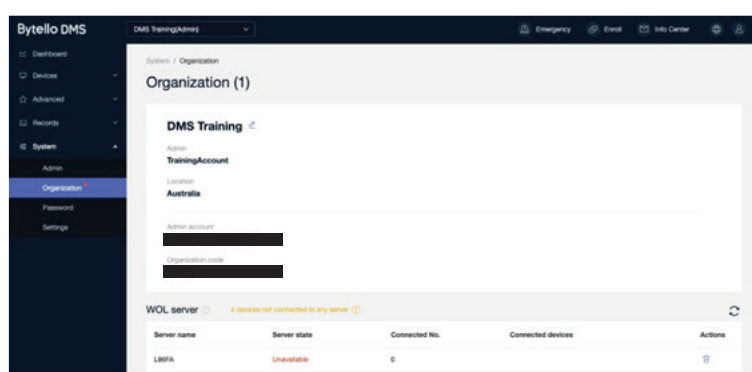 Bytello DMS
DMS Training(Admin)
Emergency
Enroll
Info Center
Dashboard
Devices
Advanced
Records
System
Admin
Organization
Password
Settings
System / Organization
Organization (1)
DMS Training
Admin
TrainingAccount
Location
Australia
Admin account
Organization code
WOL server 4 devices not connected to any server
Server name Server state Connected No. Connected devices Actions
Unavailable 0